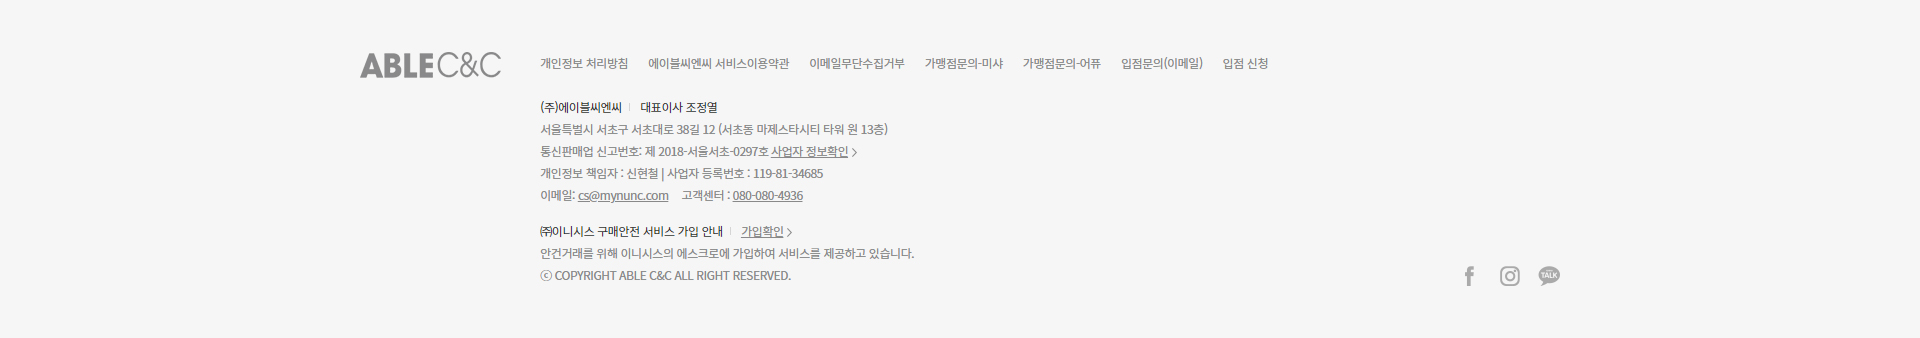 ABLE C&C
개인정보 처리방침 에이블씨엔씨 서비스이용약관 이메일무단수집거부 가맹점문의-미샤 가맹점문의-어퓨 입점문의(이메일) 입점 신청
(주)에이블씨엔씨 대표이사 조정열
서울특별시 서초구 서초대로 38길 12 (서초동 마제스타시티 타워 원 13층)
통신판매업 신고번호: 제 2018-서울서초-0297호 사업자 정보확인 >
개인정보 책임자 : 신현철 | 사업자 등록번호 : 119-81-34685
이메일: cs@mynunc.com 고객센터 : 080-080-4936
㈜이니시스 구매안전 서비스 가입 안내 가입확인 >
안건거래를 위해 이니시스의 에스크로에 가입하여 서비스를 제공하고 있습니다.
ⓒ COPYRIGHT ABLE C&C ALL RIGHT RESERVED.
TALK